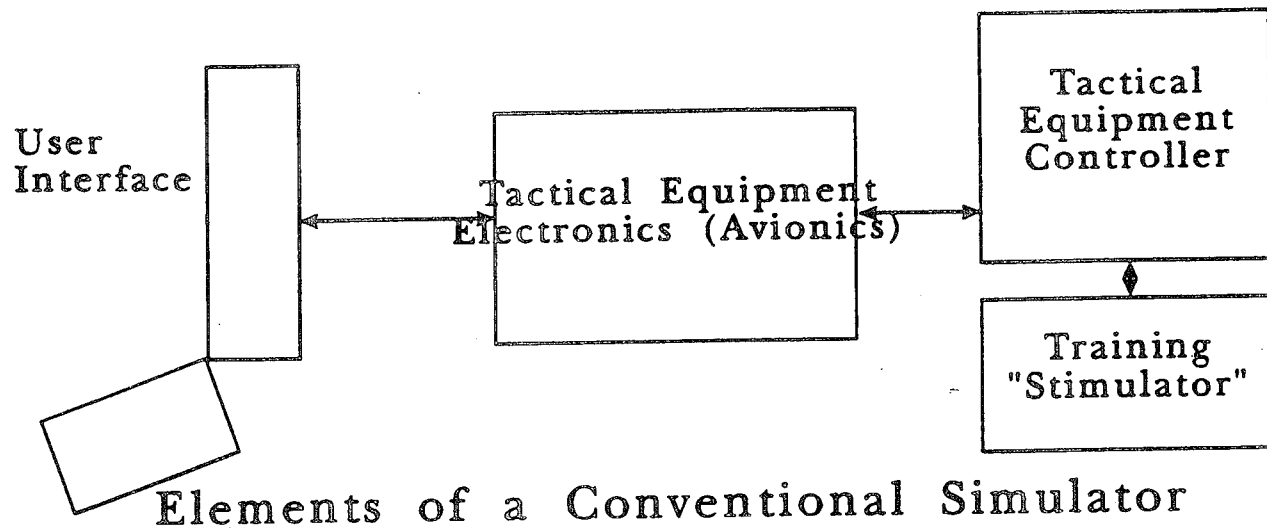 User
Interface
Tactical Equipment
Electronics (Avionics)
Tactical
Equipment
Controller
Training
"Stimulator"
Elements of a Conventional Simulator